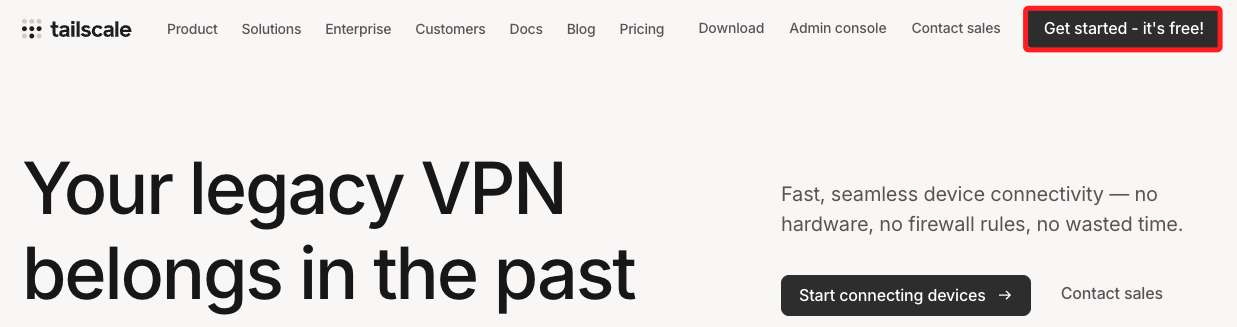 tailscale Product Solutions Enterprise Customers Docs Blog Pricing Download Admin console Contact sales Get started - it's free!
Your legacy VPN
belongs in the past
Fast, seamless device connectivity — no
hardware, no firewall rules, no wasted time.
Start connecting devices → Contact sales